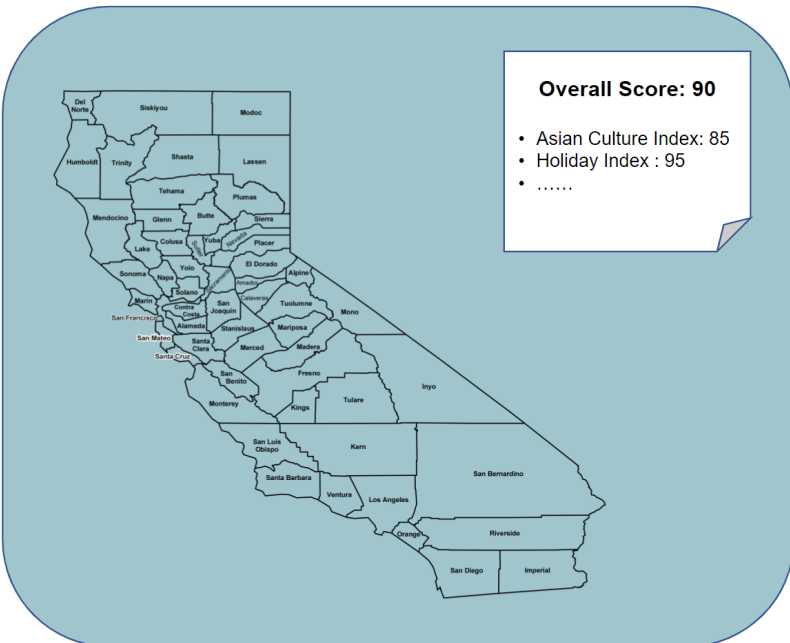 Overall Score: 90
• Asian Culture Index: 85
• Holiday Index : 95
• ......
Del
Norte
Siskiyou
Modoc
Humboldt
Trinity
Shasta
Lassen
Tehama
Plumas
Mendocino
Glenn
Butte
Sierra
Lake
Colusa
Sutter
Yuba
Nevada
Placer
Sonoma
Napa
Yolo
El Dorado
Sacramento
Amados
Alpine
Solano
Marin
Calaveras
Contra
Costa
San
Joaquin
Tuolumne
Mono
San Francisco
Alameda
Stanislaus
Mariposa
San Mateo
Santa
Clara
Merced
Madera
Santa Cruz
San
Benito
Fresno
Inyo
Monterey
Kings
Tulare
San Luis
Obispo
Kern
San Bernardino
Santa Barbara
Ventura
Los Angeles
Orange
Riverside
San Diego
Imperial